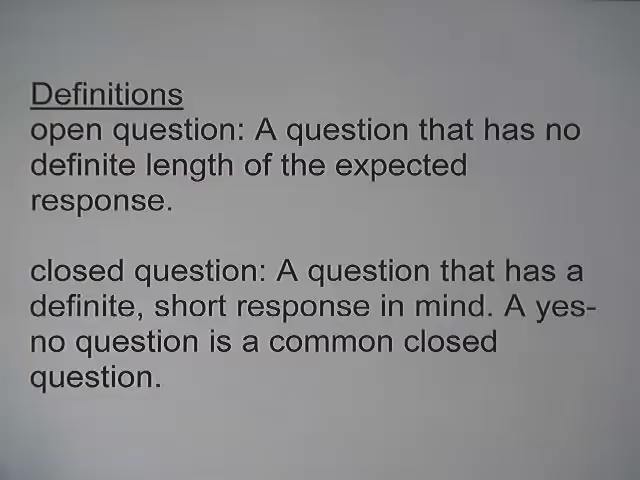 Definitions
open question: A question that has no
definite length of the expected
response.
closed question: A question that has a
definite, short response in mind. A yes-
no question is a common closed
question.